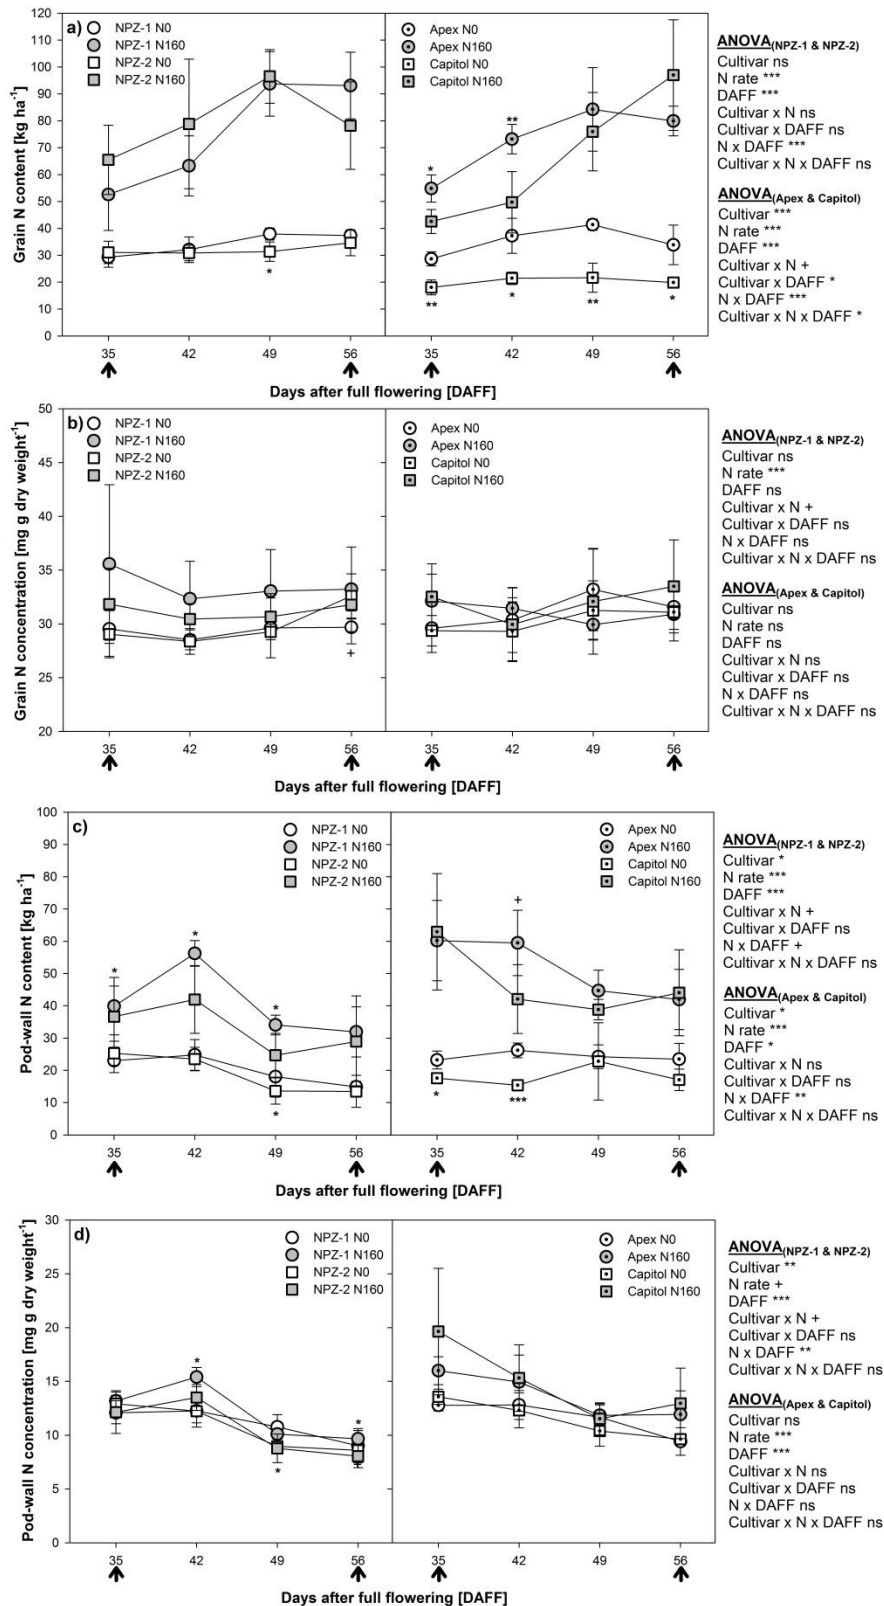 a)
NPZ-1 N0
NPZ-1 N160
NPZ-2 N0
NPZ-2 N160
Apex N0
Apex N160
Capitol N0
Capitol N160
Grain N content [kg ha-1]
120
110
100
90
80
70
60
50
40
30
20
10
0
*
*
**
**
*
**
*
35
42
49
56
35
42
49
56
Days after full flowering [DAFF]
ANOVA(NPZ-1 & NPZ-2)
Cultivar ns
N rate ***
DAFF ***
Cultivar x N ns
Cultivar x DAFF ns
N x DAFF ***
Cultivar x N x DAFF ns
ANOVA(Apex & Capitol)
Cultivar ***
N rate ***
DAFF ***
Cultivar x N +
Cultivar x DAFF *
N x DAFF ***
Cultivar x N x DAFF *
b)
NPZ-1 N0
NPZ-1 N160
NPZ-2 N0
NPZ-2 N160
Apex N0
Apex N160
Capitol N0
Capitol N160
Grain N concentration [mg g dry weight-1]
50
45
40
35
30
25
20
+
35
42
49
56
35
42
49
56
Days after full flowering [DAFF]
ANOVA(NPZ-1 & NPZ-2)
Cultivar ns
N rate ***
DAFF ns
Cultivar x N +
Cultivar x DAFF ns
N x DAFF ns
Cultivar x N x DAFF ns
ANOVA(Apex & Capitol)
Cultivar ns
N rate ns
DAFF ns
Cultivar x N ns
Cultivar x DAFF ns
N x DAFF ns
Cultivar x N x DAFF ns
c)
NPZ-1 N0
NPZ-1 N160
NPZ-2 N0
NPZ-2 N160
Apex N0
Apex N160
Capitol N0
Capitol N160
Pod-wall N content [kg ha-1]
100
90
80
70
60
50
40
30
20
10
0
*
*
*
*
+
*
***
35
42
49
56
35
42
49
56
Days after full flowering [DAFF]
ANOVA(NPZ-1 & NPZ-2)
Cultivar *
N rate ***
DAFF ***
Cultivar x N +
Cultivar x DAFF ns
N x DAFF +
Cultivar x N x DAFF ns
ANOVA(Apex & Capitol)
Cultivar *
N rate ***
DAFF *
Cultivar x N ns
Cultivar x DAFF ns
N x DAFF **
Cultivar x N x DAFF ns
d)
NPZ-1 N0
NPZ-1 N160
NPZ-2 N0
NPZ-2 N160
Apex N0
Apex N160
Capitol N0
Capitol N160
Pod-wall N concentration [mg g dry weight-1]
30
25
20
15
10
5
0
*
*
*
35
42
49
56
35
42
49
56
Days after full flowering [DAFF]
ANOVA(NPZ-1 & NPZ-2)
Cultivar **
N rate +
DAFF ***
Cultivar x N +
Cultivar x DAFF ns
N x DAFF **
Cultivar x N x DAFF ns
ANOVA(Apex & Capitol)
Cultivar ns
N rate ***
DAFF ***
Cultivar x N ns
Cultivar x DAFF ns
N x DAFF ns
Cultivar x N x DAFF ns